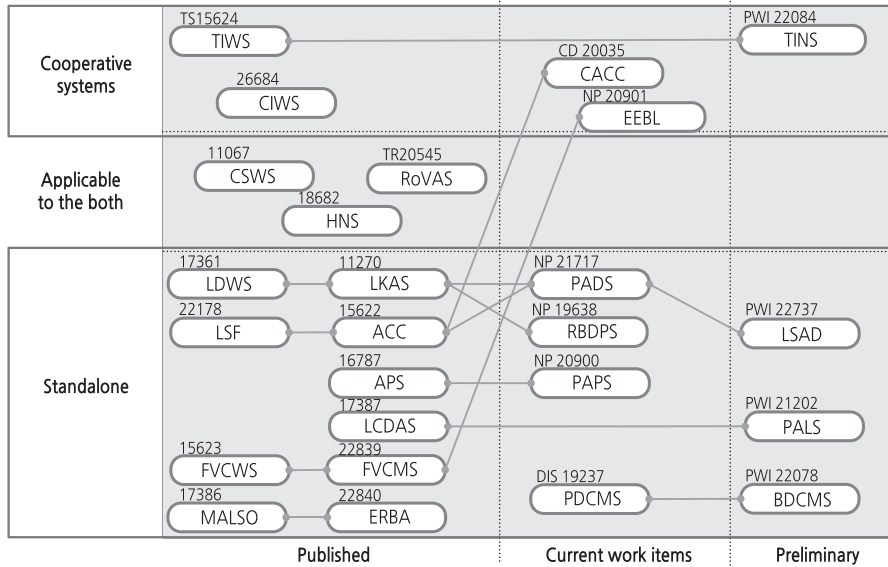 TS15624
TIWS
PWI 22084
TINS
Cooperative
systems
CD 20035
CACC
26684
CIWS
NP 20901
EEBL
Applicable
to the both
11067
CSWS
TR20545
RoVAS
18682
HNS
Standalone
17361
LDWS
11270
LKAS
NP 21717
PADS
22178
LSF
15622
ACC
NP 19638
RBDPS
PWI 22737
LSAD
16787
APS
NP 20900
PAPS
17387
LCDAS
PWI 21202
PALS
15623
FVCWS
22839
FVCMS
DIS 19237
PDCMS
PWI 22078
BDCMS
17386
MALSO
22840
ERBA
Published
Current work items
Preliminary